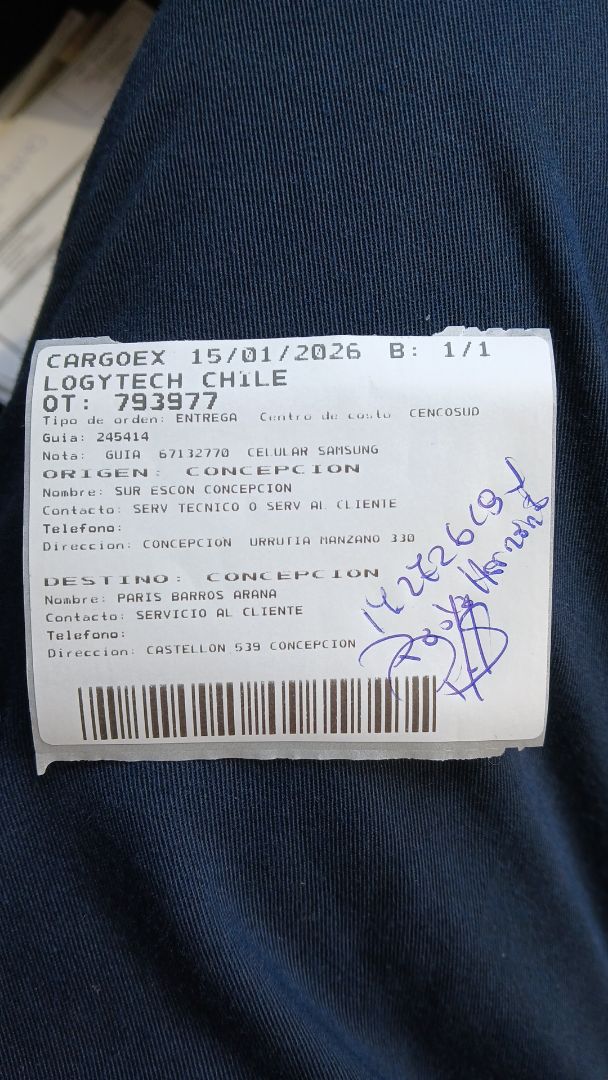 CARGOEX 15/01/2026 B: 1/1
LOGYTECH CHILE
OT: 793977
Tipo de orden: ENTREGA Centro de costo CENCOSUD
Guia: 245414
Nota: GUIA 67132770 CELULAR SAMSUNG
ORIGEN: CONCEPCION
Nombre: SUR ESCON CONCEPCION
Contacto: SERV TECNICO O SERV AL CLIENTE
Telefono:
Direccion: CONCEPCION URRUTIA MANZANO 330
DESTINO: CONCEPCION
Nombre: PARIS BARROS ARANA
Contacto: SERVICIO AL CLIENTE
Telefono:
Direccion: CASTELLON 539 CONCEPCION